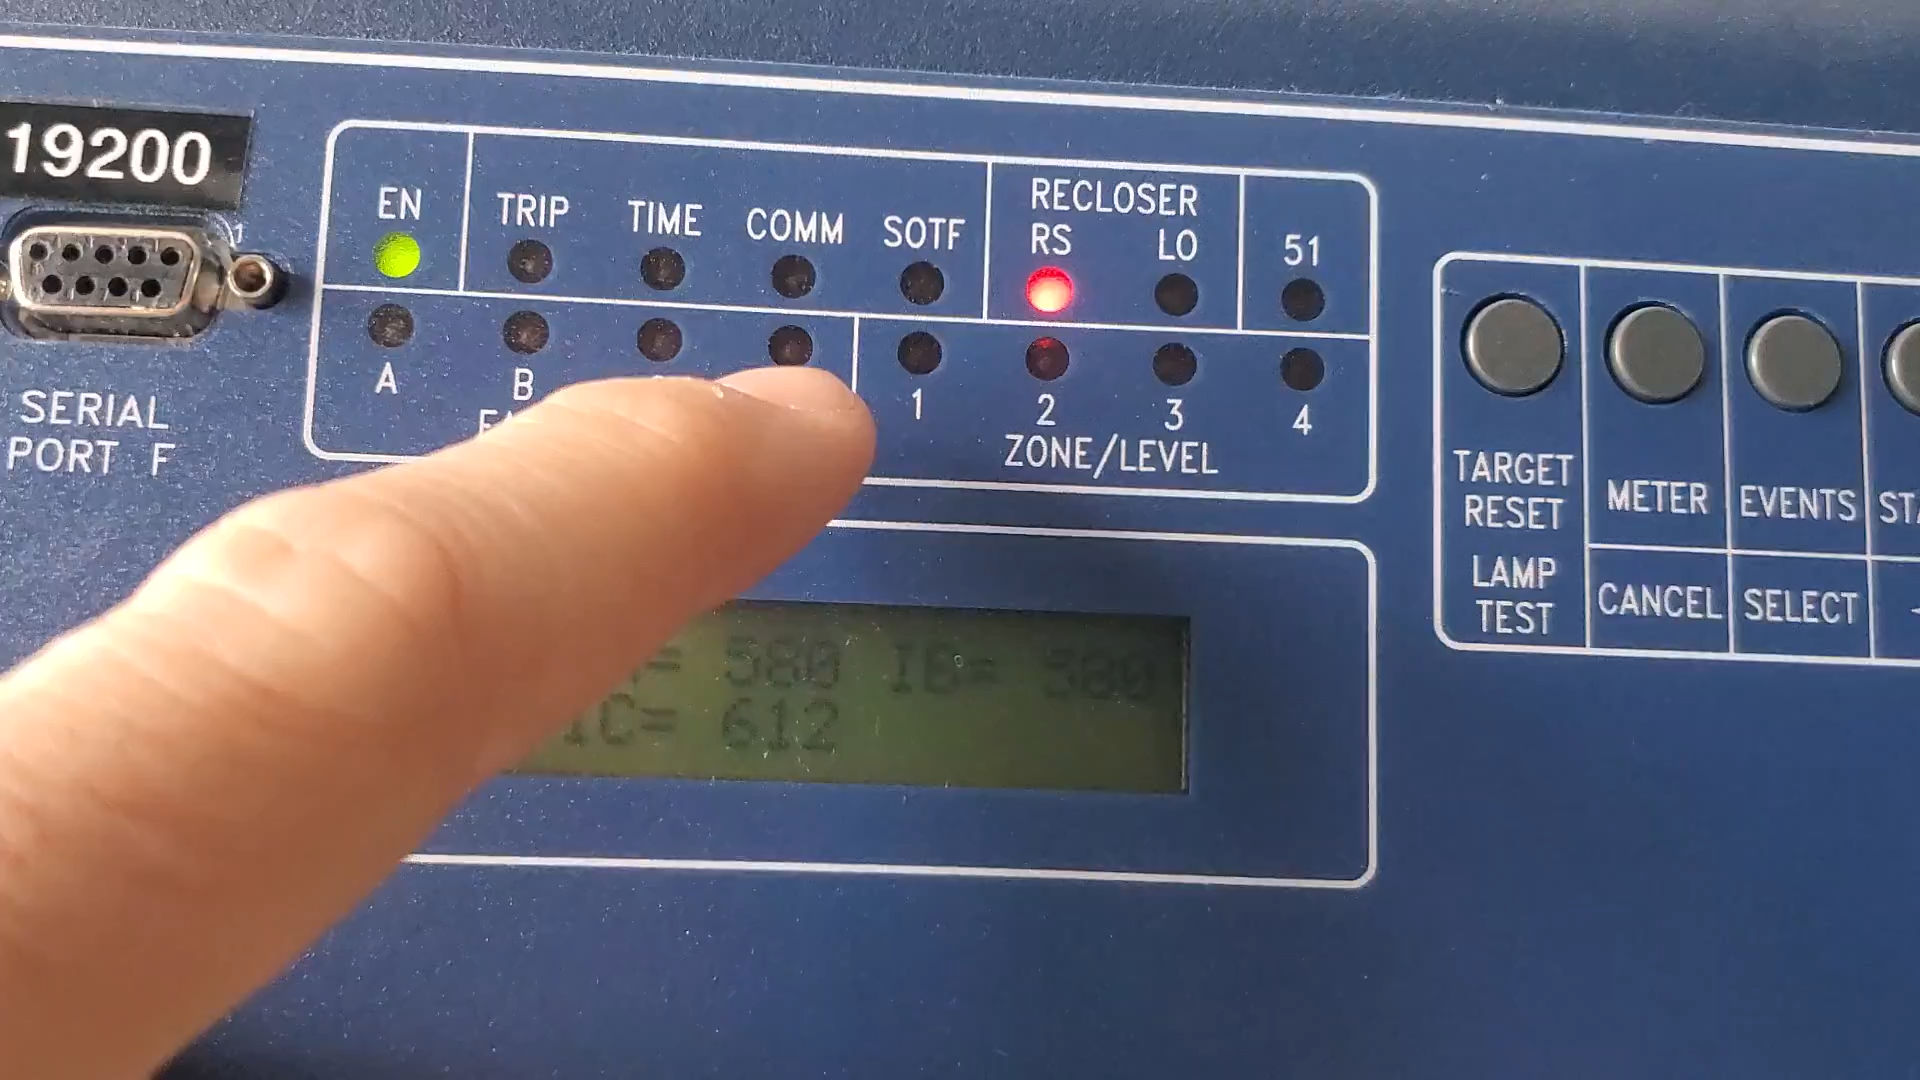 19200
SERIAL
PORT F
EN
TRIP
TIME
COMM
SOTF
RECLOSER
RS
LO
51
A
B
1
2
3
4
ZONE/LEVEL
= 580 IB= 580
IC= 612
TARGET
RESET
LAMP
TEST
METER
EVENTS
CANCEL
SELECT